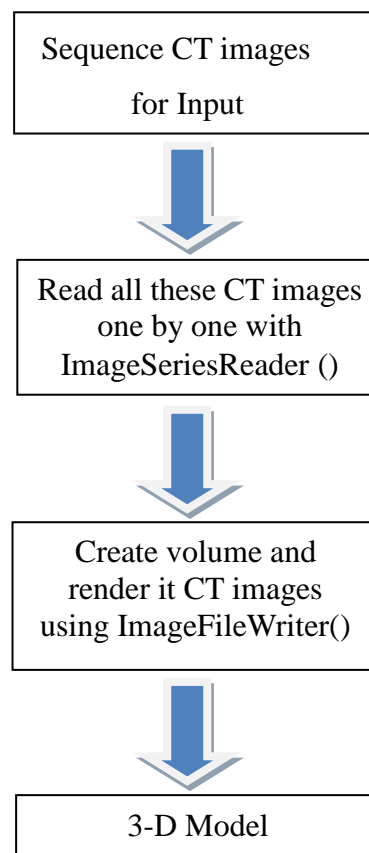 Sequence CT images
for Input
Read all these CT images
one by one with
ImageSeriesReader ()
Create volume and
render it CT images
using ImageFileWriter()
3-D Model